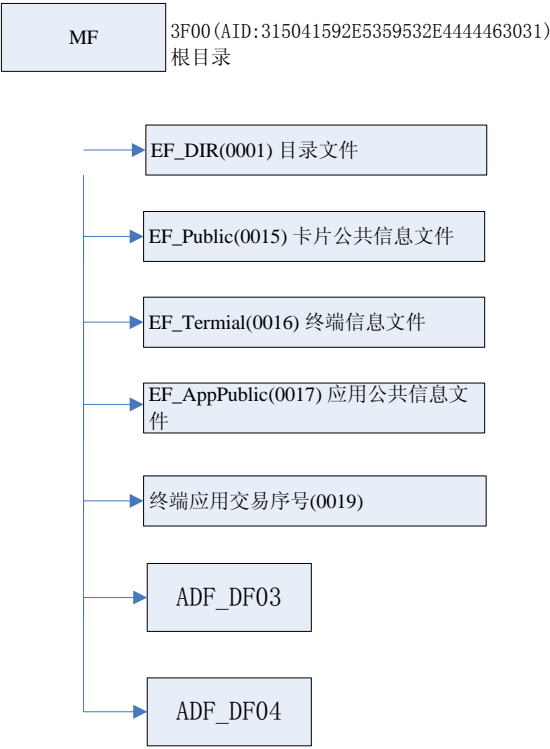 MF
3F00(AID:315041592E5359532E4444463031)
根目录
EF_DIR(0001) 目录文件
EF_Public(0015) 卡片公共信息文件
EF_Termial(0016) 终端信息文件
EF_AppPublic(0017) 应用公共信息文
件
终端应用交易序号(0019)
ADF_DF03
ADF_DF04